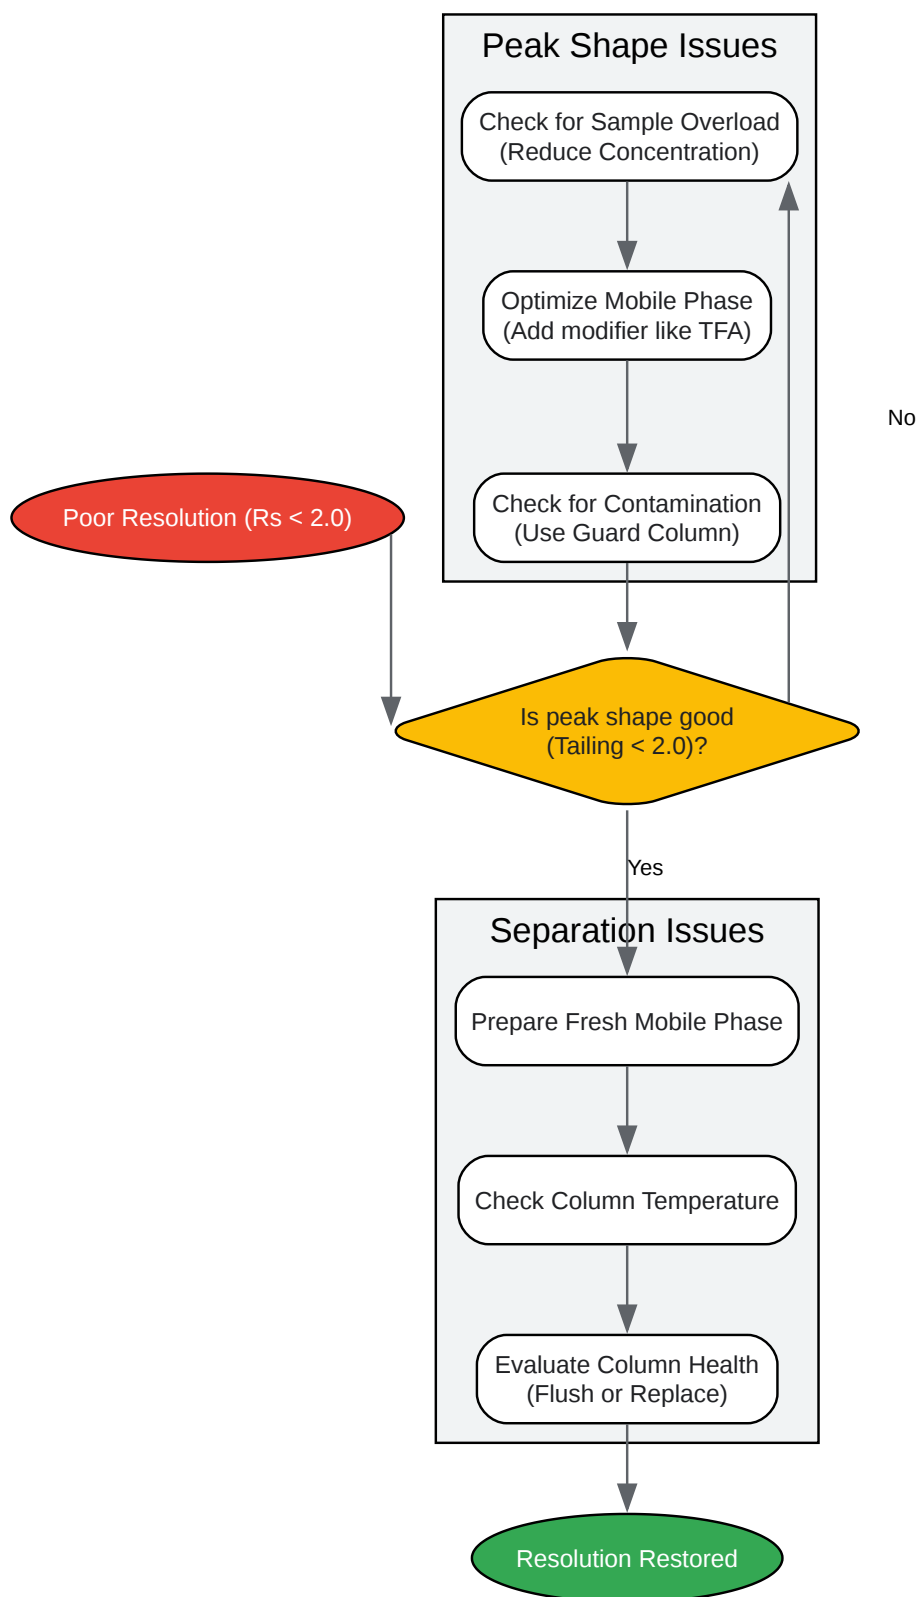 Peak Shape Issues
Check for Sample Overload
(Reduce Concentration)
Optimize Mobile Phase
(Add modifier like TFA)
No
Check for Contamination
(Use Guard Column)
Poor Resolution (Rs < 2.0)
Is peak shape good
(Tailing < 2.0)?
Yes
Separation Issues
Prepare Fresh Mobile Phase
Check Column Temperature
Evaluate Column Health
(Flush or Replace)
Resolution Restored